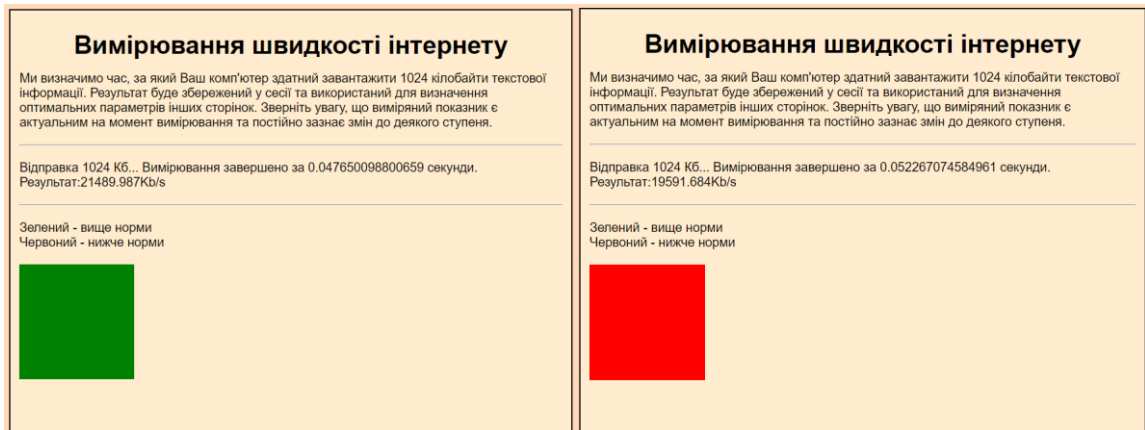 Вимірювання швидкості інтернету
Ми визначимо час, за який Ваш комп'ютер здатний завантажити 1024 кілобайти текстової
інформації. Результат буде збережений у сесії та використаний для визначення
оптимальних параметрів інших сторінок. Зверніть увагу, що виміряний показник є
актуальним на момент вимірювання та постійно зазнає змін до деякого ступеня.
Відправка 1024 Кб... Вимірювання завершено за 0.047650098800659 секунди.
Результат:21489.987Kb/s
Зелений - вище норми
Червоний - нижче норми
Вимірювання швидкості інтернету
Ми визначимо час, за який Ваш комп'ютер здатний завантажити 1024 кілобайти текстової
інформації. Результат буде збережений у сесії та використаний для визначення
оптимальних параметрів інших сторінок. Зверніть увагу, що виміряний показник є
актуальним на момент вимірювання та постійно зазнає змін до деякого ступеня.
Відправка 1024 Кб... Вимірювання завершено за 0.052267074584961 секунди.
Результат:19591.684Kb/s
Зелений - вище норми
Червоний - нижче норми